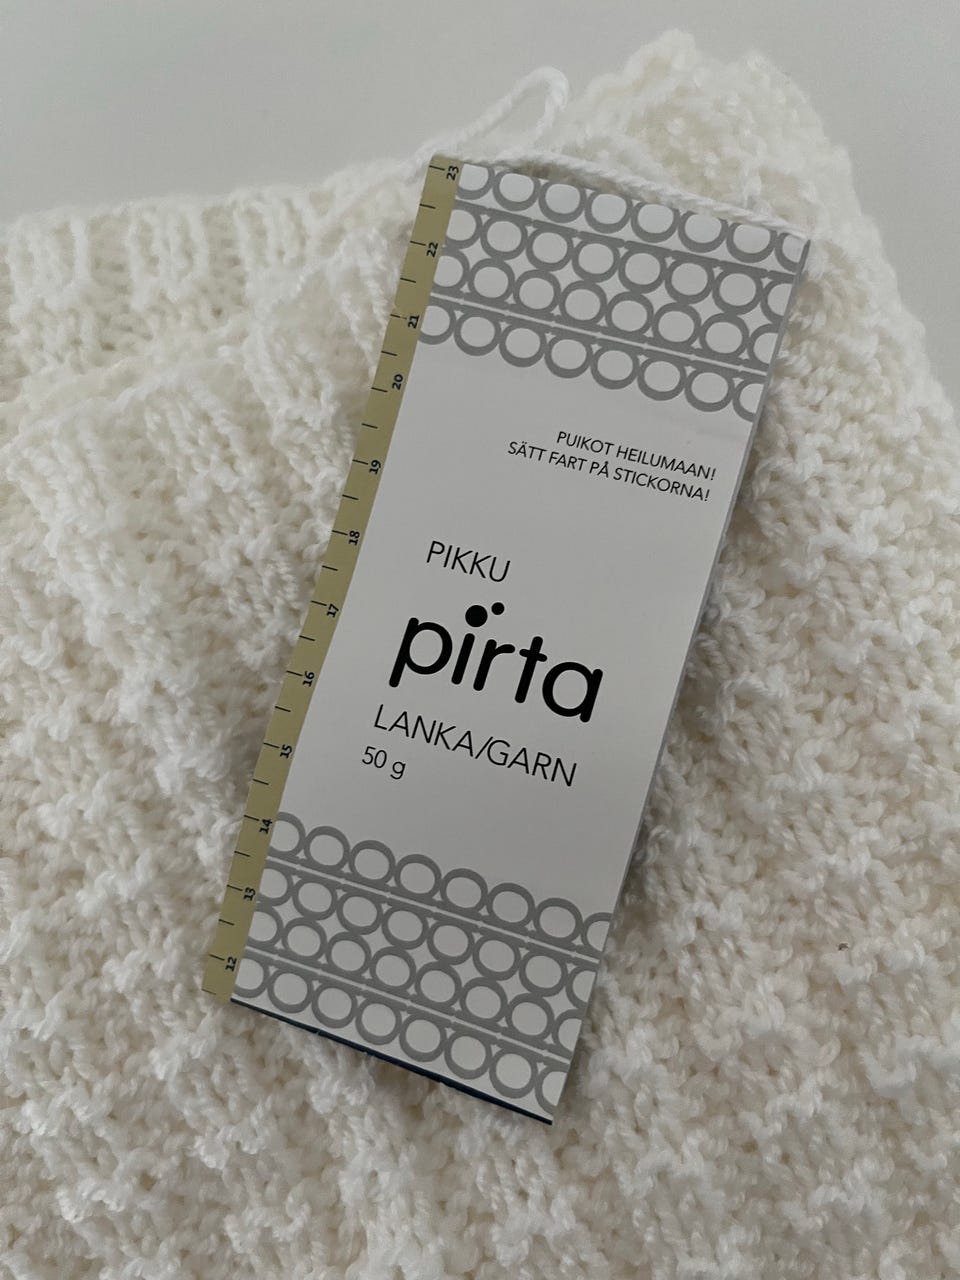 23
22
21
20
19
18
17
16
15
14
13
12
PUIKOT HEILUMAAN!
SÄTT FART PÅ STICKORNA!
PIKKU
pirta
LANKA/GARN
50 g